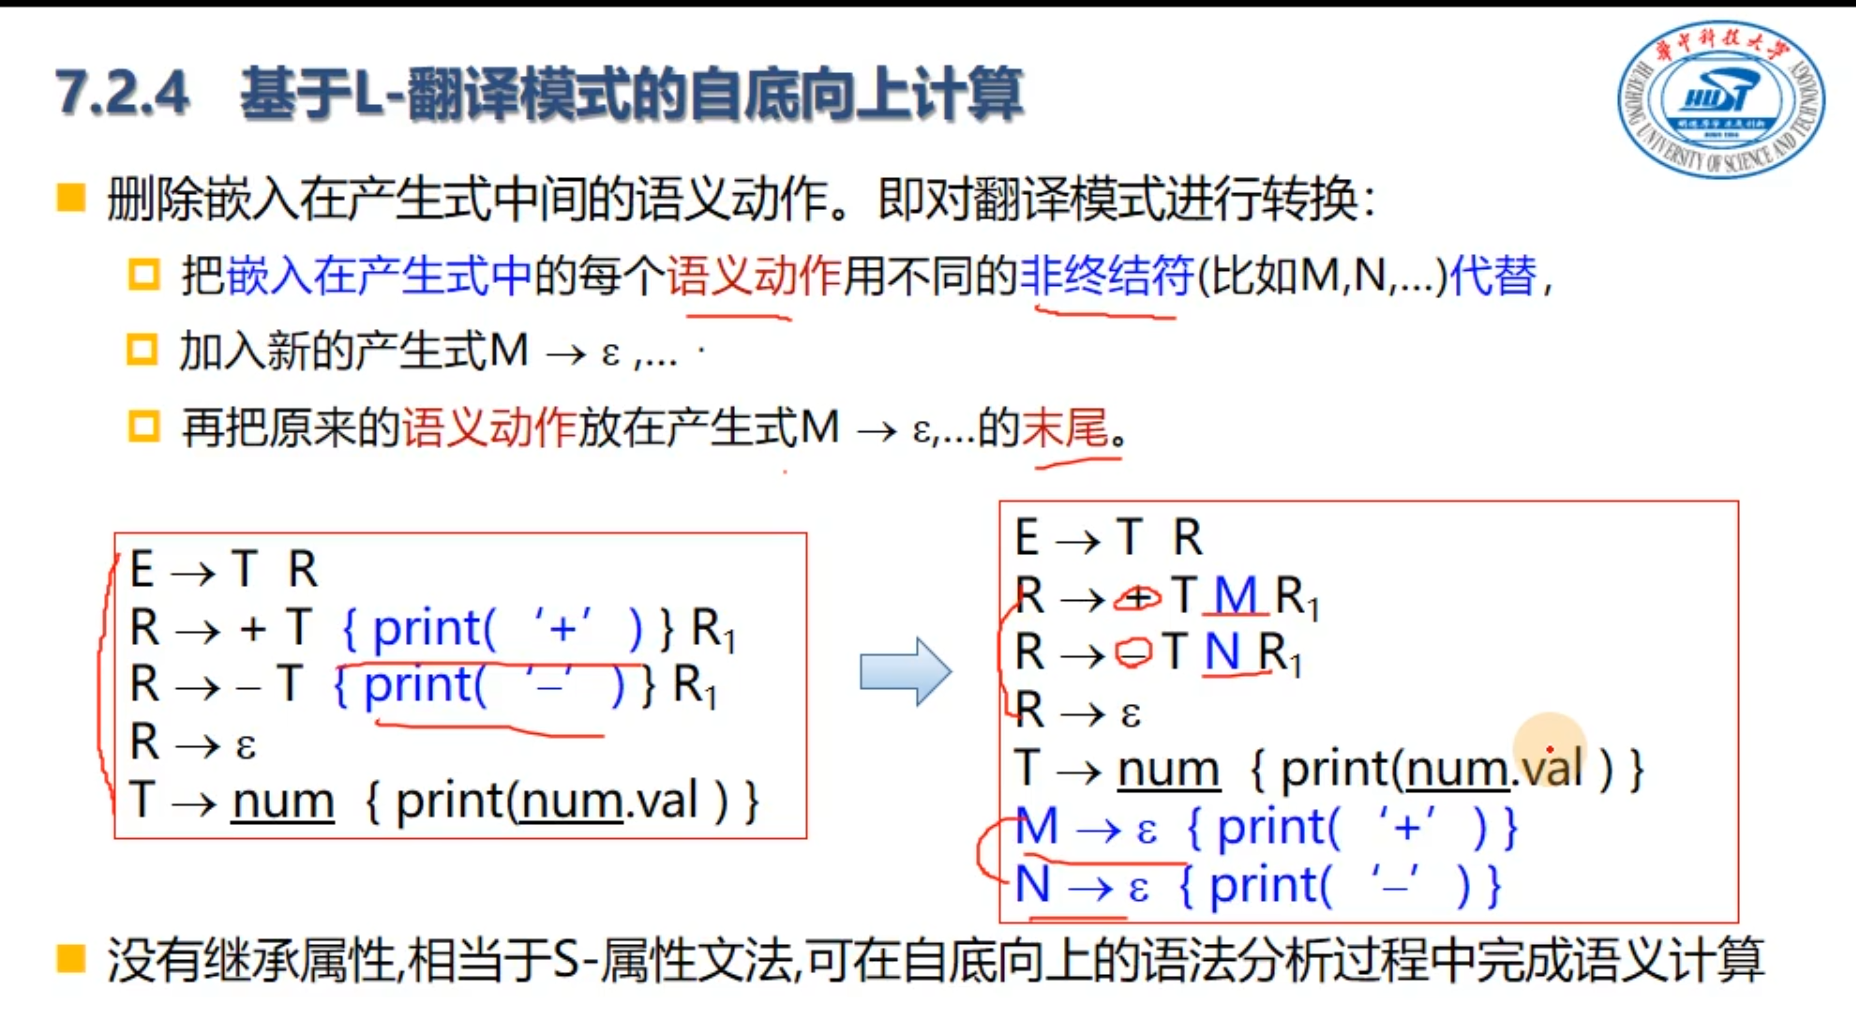 7.2.4 基于L-翻译模式的自底向上计算
华中科技大学
HUAZHONG UNIVERSITY OF SCIENCE AND TECHNOLOGY
HUST
删除嵌入在产生式中间的语义动作。即对翻译模式进行转换：
把嵌入在产生式中的每个语义动作用不同的非终结符(比如M,N,...)代替，
加入新的产生式M → ε ,...
再把原来的语义动作放在产生式M → ε,...的末尾。
E → T R
R → + T { print( ‘+’ ) } R1
R → – T { print( ‘–’ ) } R1
R → ε
T → num { print(num.val ) }
E → T R
R → + T M R1
R → – T N R1
R → ε
T → num { print(num.val ) }
M → ε { print( ‘+’ ) }
N → ε { print( ‘–’ ) }
没有继承属性,相当于S-属性文法,可在自底向上的语法分析过程中完成语义计算